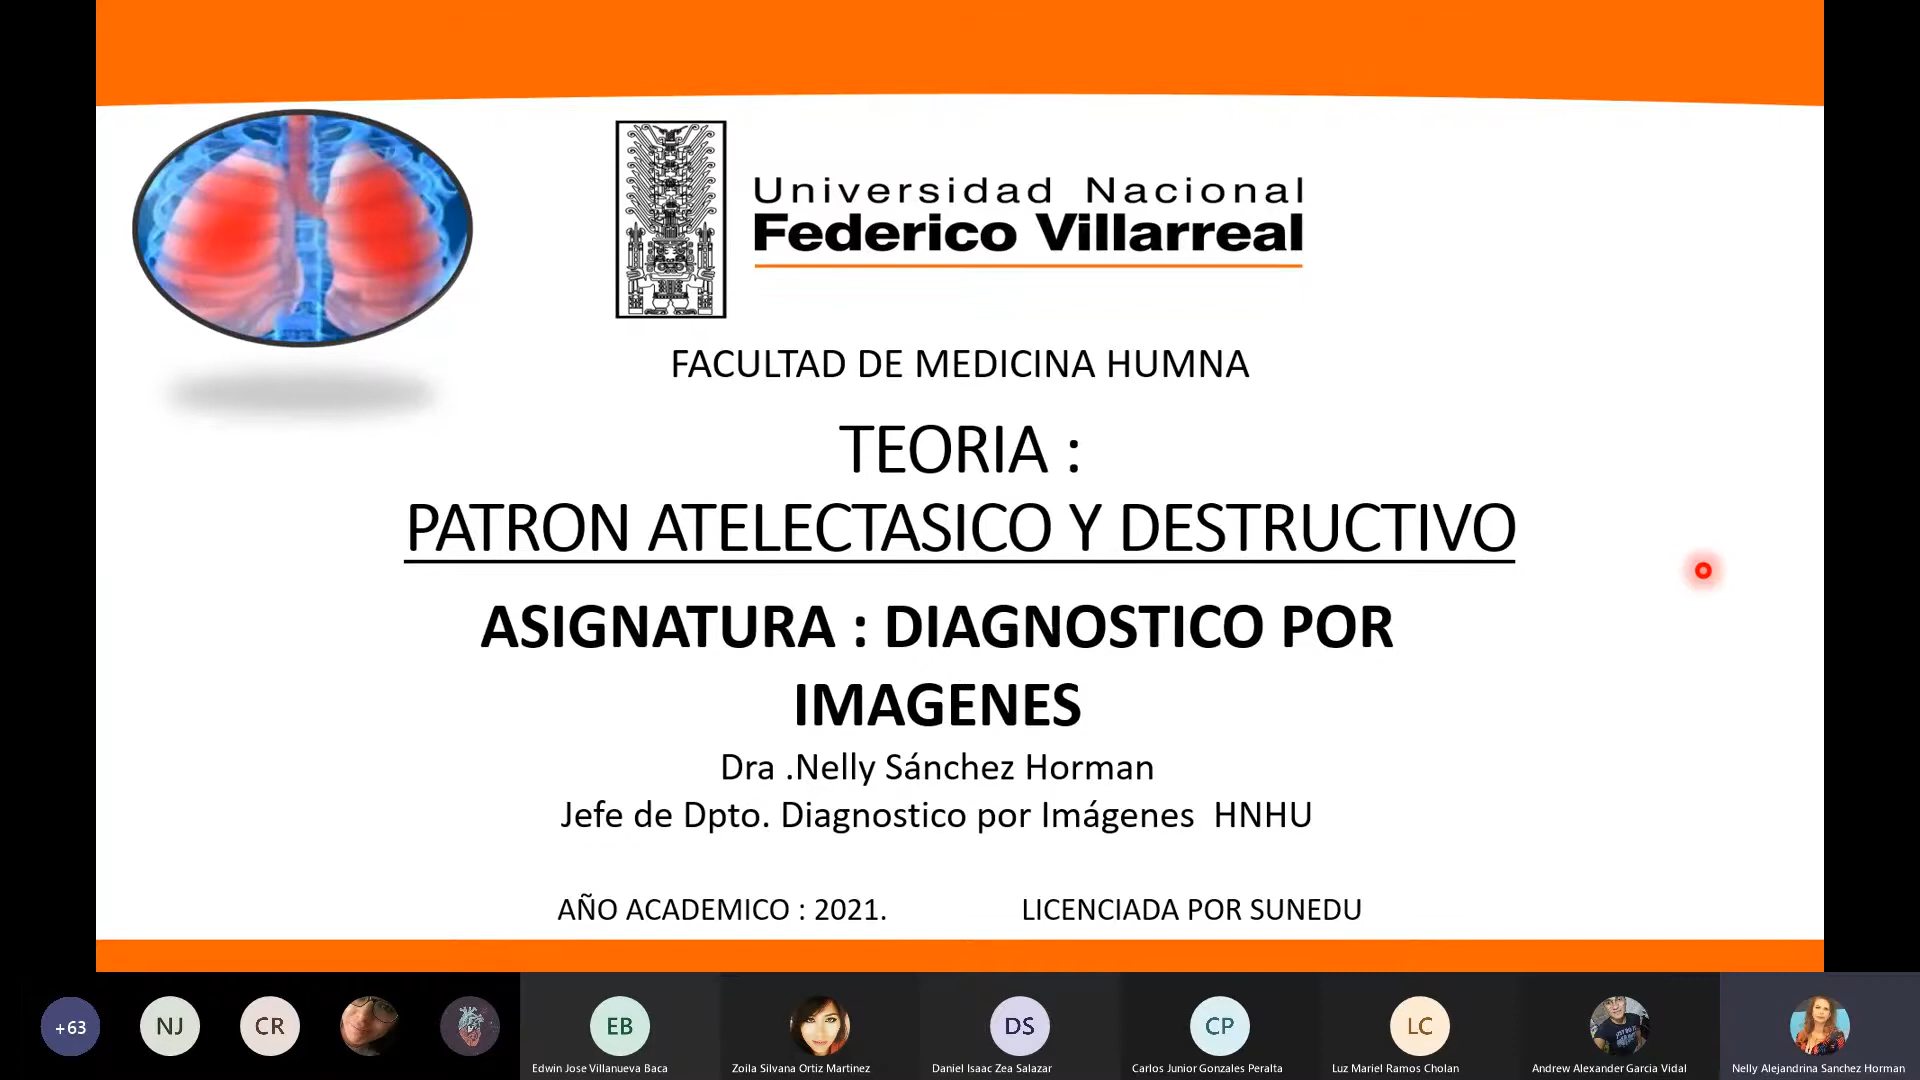 Universidad Nacional
Federico Villarreal
FACULTAD DE MEDICINA HUMNA
TEORIA :
PATRON ATELECTASICO Y DESTRUCTIVO
ASIGNATURA : DIAGNOSTICO POR
IMAGENES
Dra .Nelly Sánchez Horman
Jefe de Dpto. Diagnostico por Imágenes HNHU
AÑO ACADEMICO : 2021. LICENCIADA POR SUNEDU
+63 NJ CR EB DS CP LC
Edwin Jose Villanueva Baca Zoila Silvana Ortiz Martinez Daniel Isaac Zea Salazar Carlos Junior Gonzales Peralta Luz Mariel Ramos Cholan Andrew Alexander Garcia Vidal Nelly Alejandrina Sanchez Horman